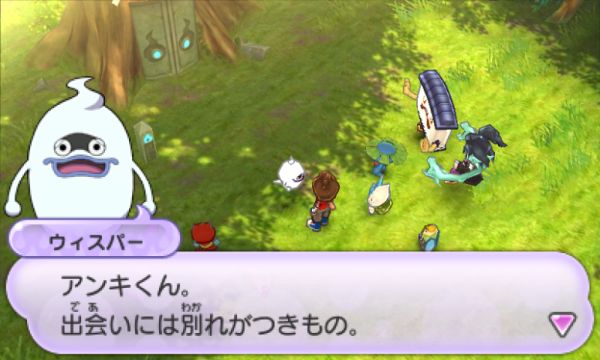 ウィスパー
アンキくん。
出会いには別れがつきもの。